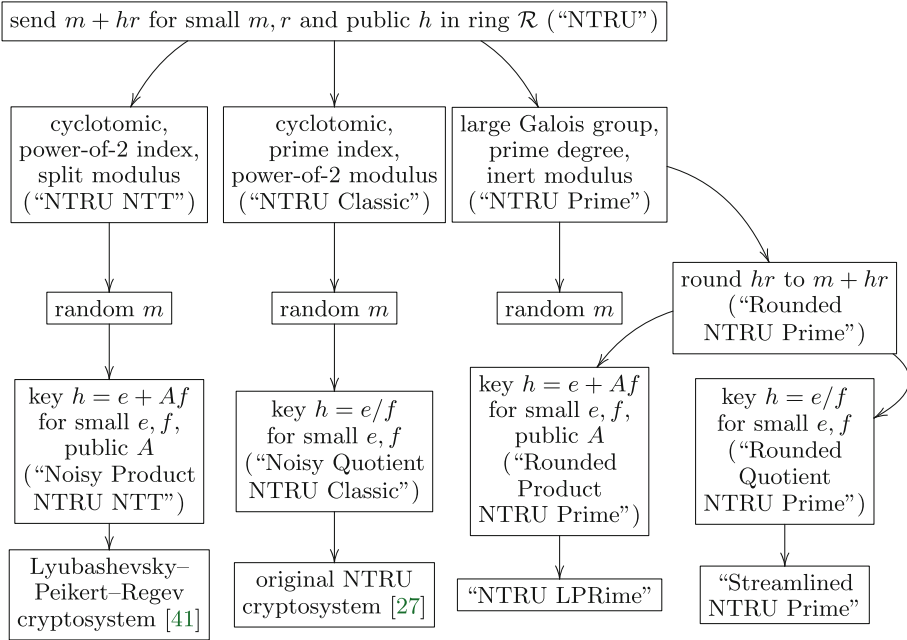 send m + hr for small m, r and public h in ring ℛ (“NTRU”)
cyclotomic,
power-of-2 index,
split modulus
(“NTRU NTT”)
cyclotomic,
prime index,
power-of-2 modulus
(“NTRU Classic”)
large Galois group,
prime degree,
inert modulus
(“NTRU Prime”)
random m
random m
random m
round hr to m + hr
(“Rounded
NTRU Prime”)
key h = e + Af
for small e, f,
public A
(“Noisy Product
NTRU NTT”)
key h = e/f
for small e, f
(“Noisy Quotient
NTRU Classic”)
key h = e + Af
for small e, f,
public A
(“Rounded
Product
NTRU Prime”)
key h = e/f
for small e, f
(“Rounded
Quotient
NTRU Prime”)
Lyubashevsky–
Peikert–Regev
cryptosystem [41]
original NTRU
cryptosystem [27]
“NTRU LPRime”
“Streamlined
NTRU Prime”